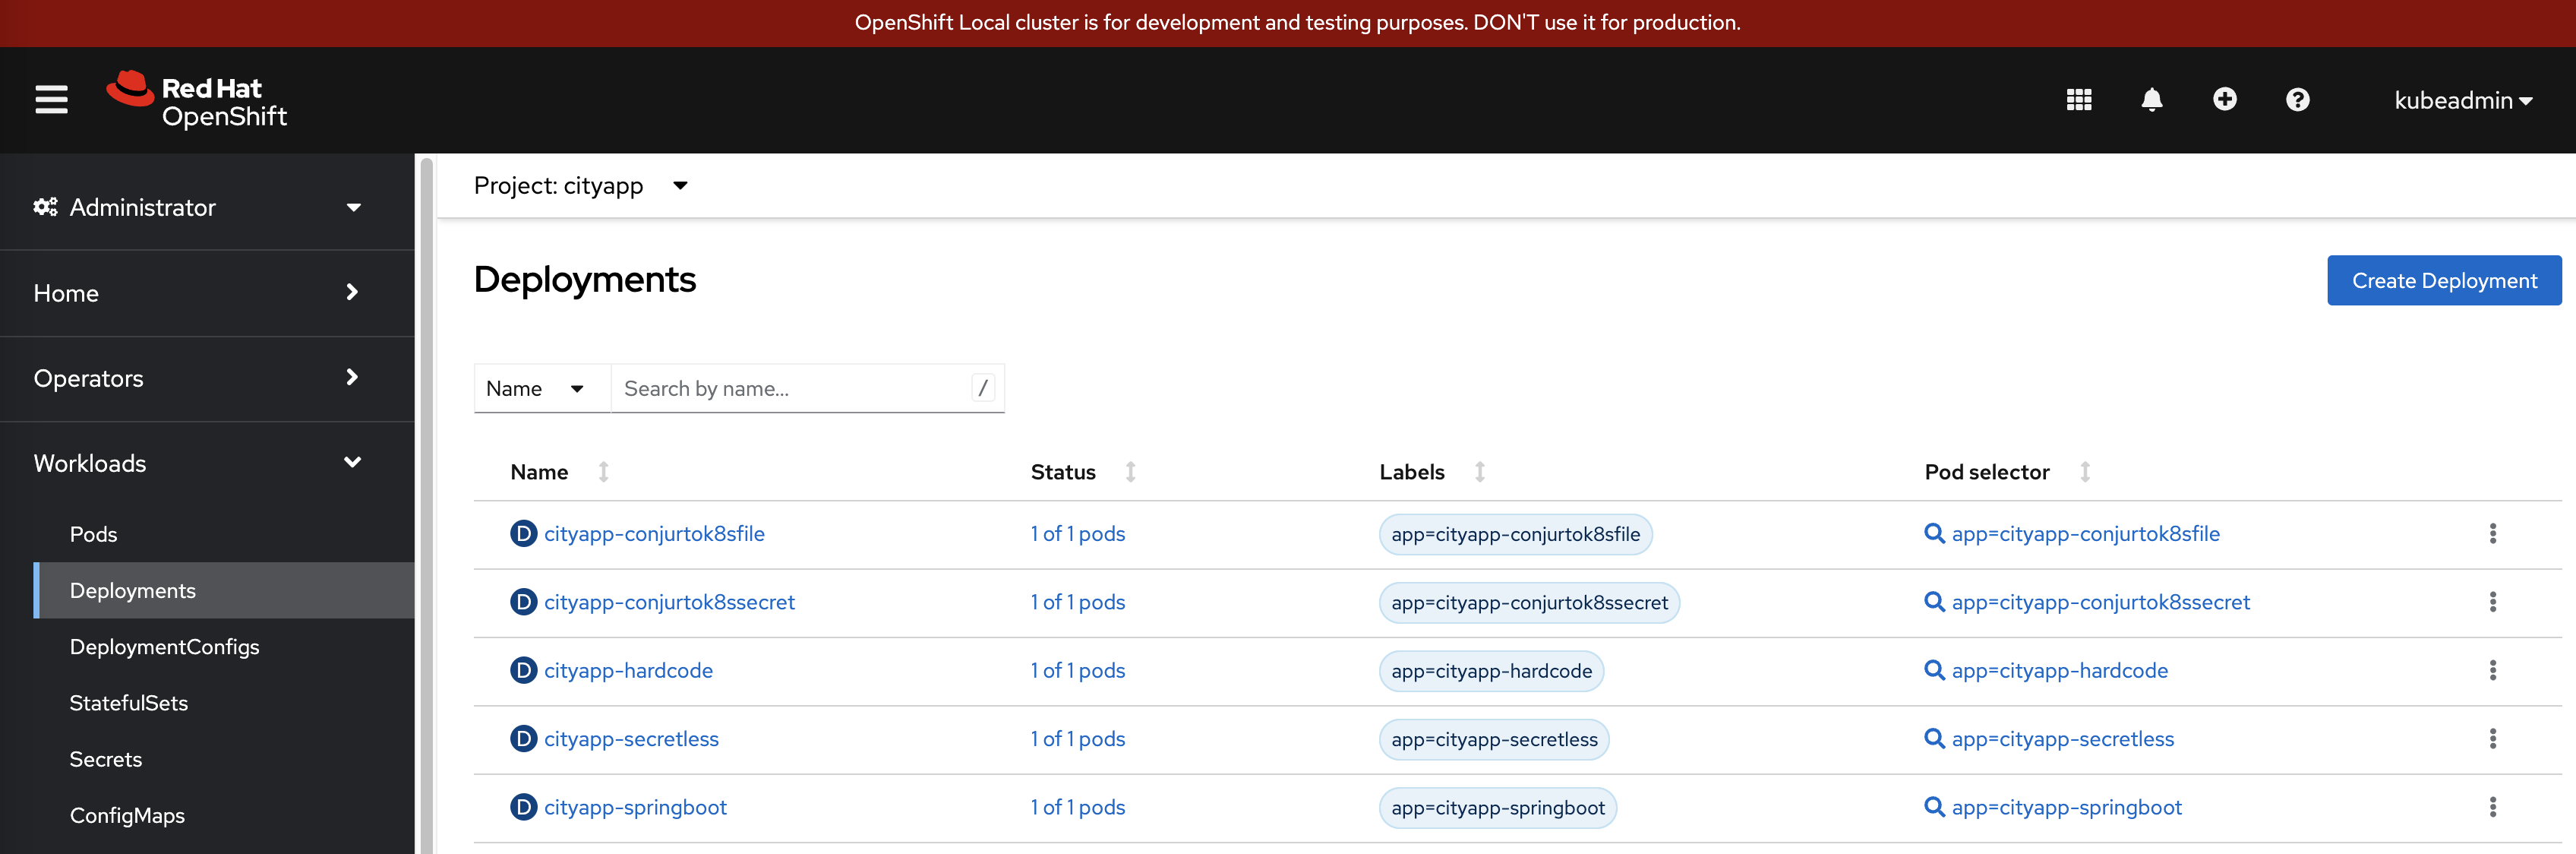 OpenShift Local cluster is for development and testing purposes. DON'T use it for production.
Red Hat
OpenShift
kubeadmin
Administrator
Home
Operators
Workloads
Pods
Deployments
DeploymentConfigs
StatefulSets
Secrets
ConfigMaps
Project: cityapp
Deployments
Create Deployment
Name Search by name... /
Name Status Labels Pod selector
D cityapp-conjurtok8sfile 1 of 1 pods app=cityapp-conjurtok8sfile app=cityapp-conjurtok8sfile
D cityapp-conjurtok8ssecret 1 of 1 pods app=cityapp-conjurtok8ssecret app=cityapp-conjurtok8ssecret
D cityapp-hardcode 1 of 1 pods app=cityapp-hardcode app=cityapp-hardcode
D cityapp-secretless 1 of 1 pods app=cityapp-secretless app=cityapp-secretless
D cityapp-springboot 1 of 1 pods app=cityapp-springboot app=cityapp-springboot